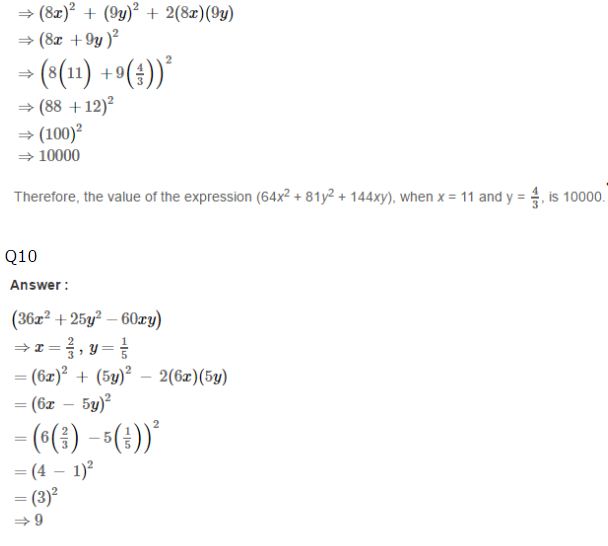 ⇒ (8x)² + (9y)² + 2(8x)(9y)
⇒ (8x + 9y)²
⇒ (8(11) + 9(4/3))²
⇒ (88 + 12)²
⇒ (100)²
⇒ 10000
Therefore, the value of the expression (64x² + 81y² + 144xy), when x = 11 and y = 4/3, is 10000.
Q10
Answer :
(36x² + 25y² − 60xy)
⇒ x = 2/3 , y = 1/5
= (6x)² + (5y)² − 2(6x)(5y)
= (6x − 5y)²
= (6(2/3) − 5(1/5))²
= (4 − 1)²
= (3)²
⇒ 9